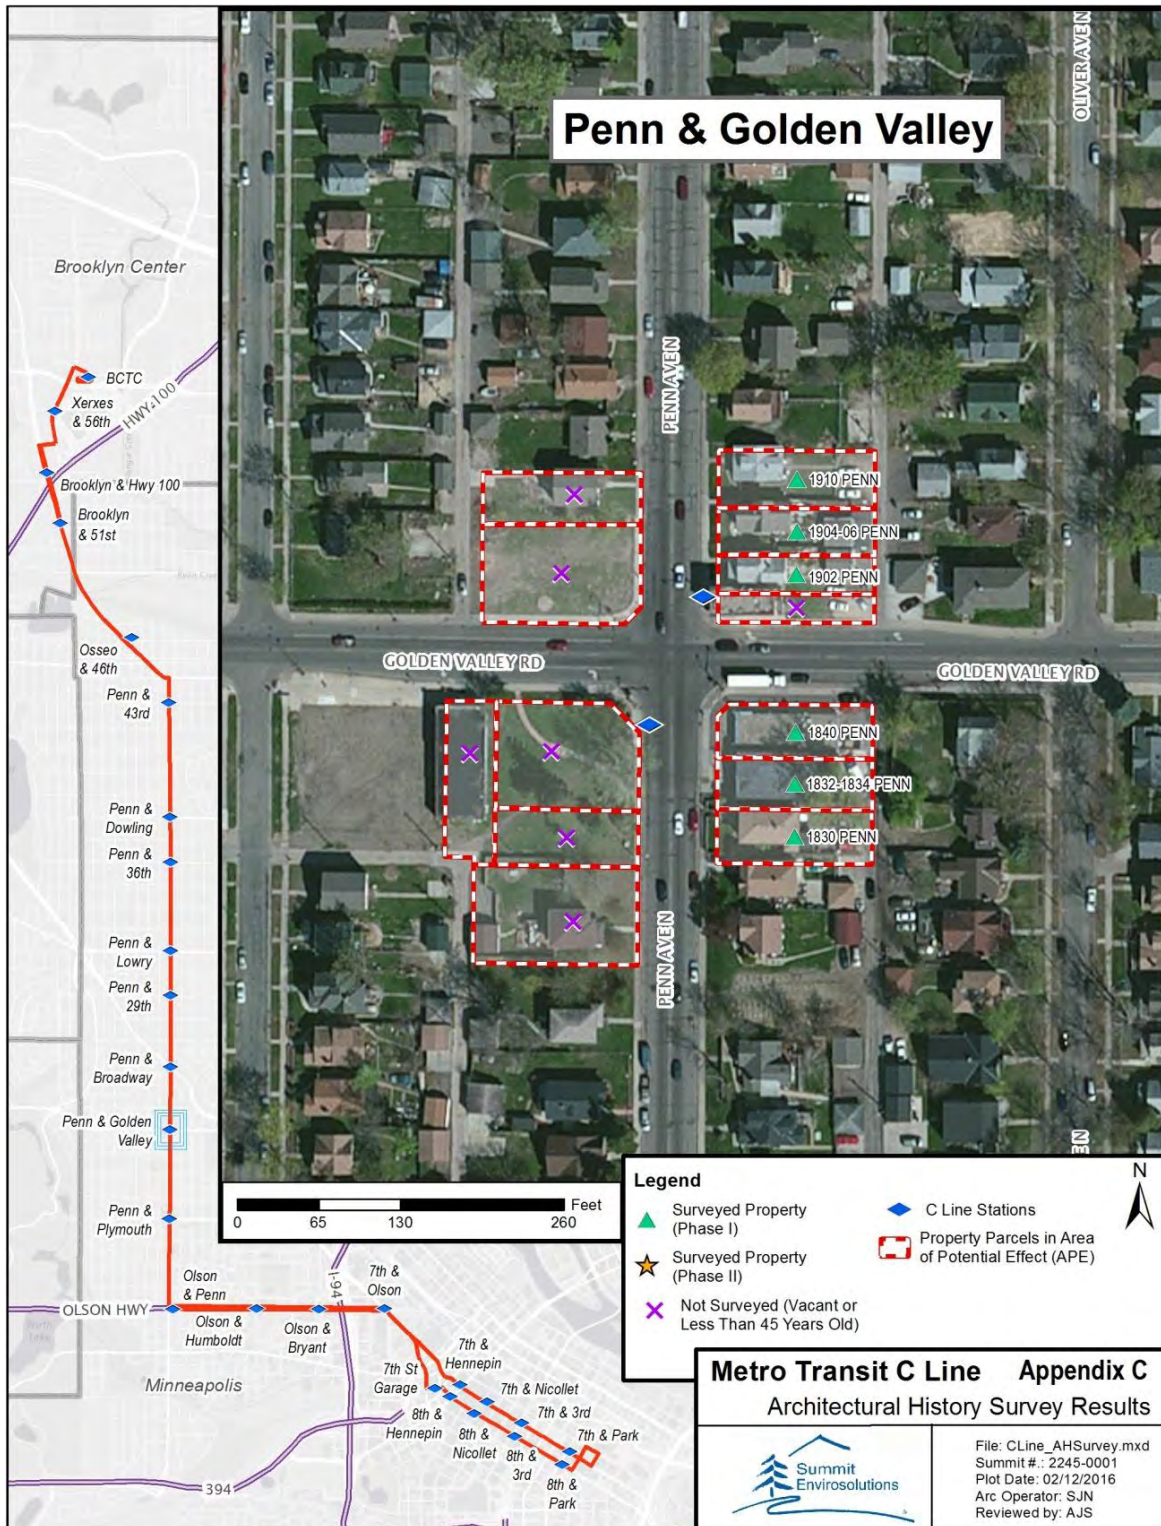 Penn & Golden Valley
OLIVER AVE N
PENN AVE N
1910 PENN
1904-06 PENN
1902 PENN
GOLDEN VALLEY RD
GOLDEN VALLEY RD
1840 PENN
1832-1834 PENN
1830 PENN
PENN AVE N
E N
Brooklyn Center
BCTC
HWY 100
Xerxes
& 56th
Brooklyn & Hwy 100
Brooklyn
& 51st
Osseo
& 46th
Penn &
43rd
Penn &
Dowling
Penn &
36th
Penn &
Lowry
Penn &
29th
Penn &
Broadway
Penn & Golden
Valley
Penn &
Plymouth
Olson
& Penn
OLSON HWY
Olson &
Humboldt
Olson &
Bryant
I-94
7th &
Olson
Minneapolis
7th &
Hennepin
7th St
Garage
7th & Nicollet
7th & 3rd
7th & Park
8th &
Hennepin
8th &
Nicollet
8th &
3rd
8th &
Park
394
Feet
0 65 130 260
Legend
Surveyed Property
(Phase I)
Surveyed Property
(Phase II)
Not Surveyed (Vacant or
Less Than 45 Years Old)
C Line Stations
Property Parcels in Area
of Potential Effect (APE)
N
Metro Transit C Line Appendix C
Architectural History Survey Results
Summit
Envirosolutions
File: CLine_AHSurvey.mxd
Summit #.: 2245-0001
Plot Date: 02/12/2016
Arc Operator: SJN
Reviewed by: AJS